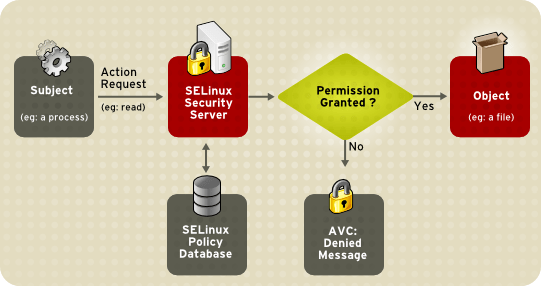 Subject
(eg: a process)
Action
Request
(eg: read)
SELinux
Security
Server
Permission
Granted ?
Yes
Object
(eg: a file)
No
SELinux
Policy
Database
AVC:
Denied
Message